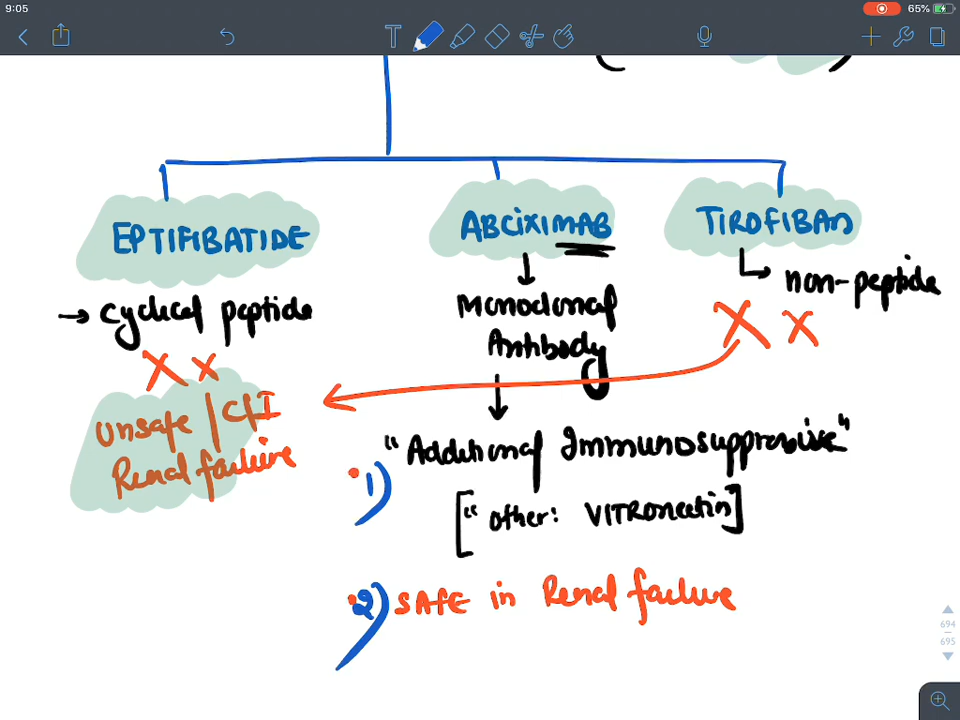 9:05
65%
T
EPTIFIBATIDE
→ cyclical peptide
X X
Unsafe / C/I
Renal failure
ABCIXIMAB
Monoclonal
Antibody
"Additional Immunosuppressive"
1)
["other: VITRonectin]
2) SAFE in Renal failure
TIROFIBAN
non-peptide
X X
694
695